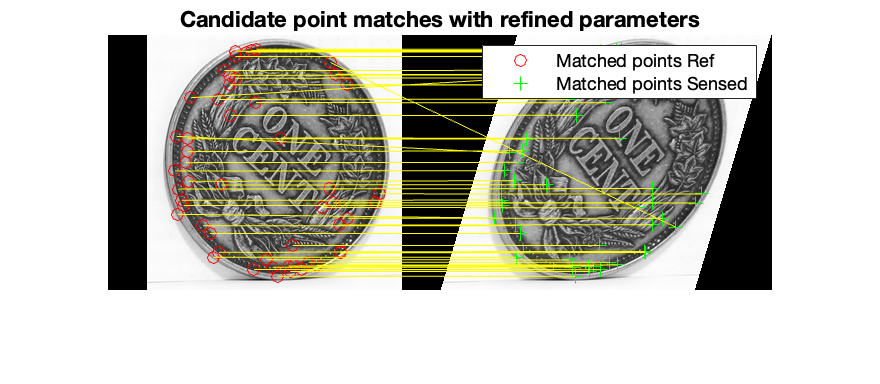 Candidate point matches with refined parameters
Matched points Ref
Matched points Sensed
ONE
CENT
ONE
CENT